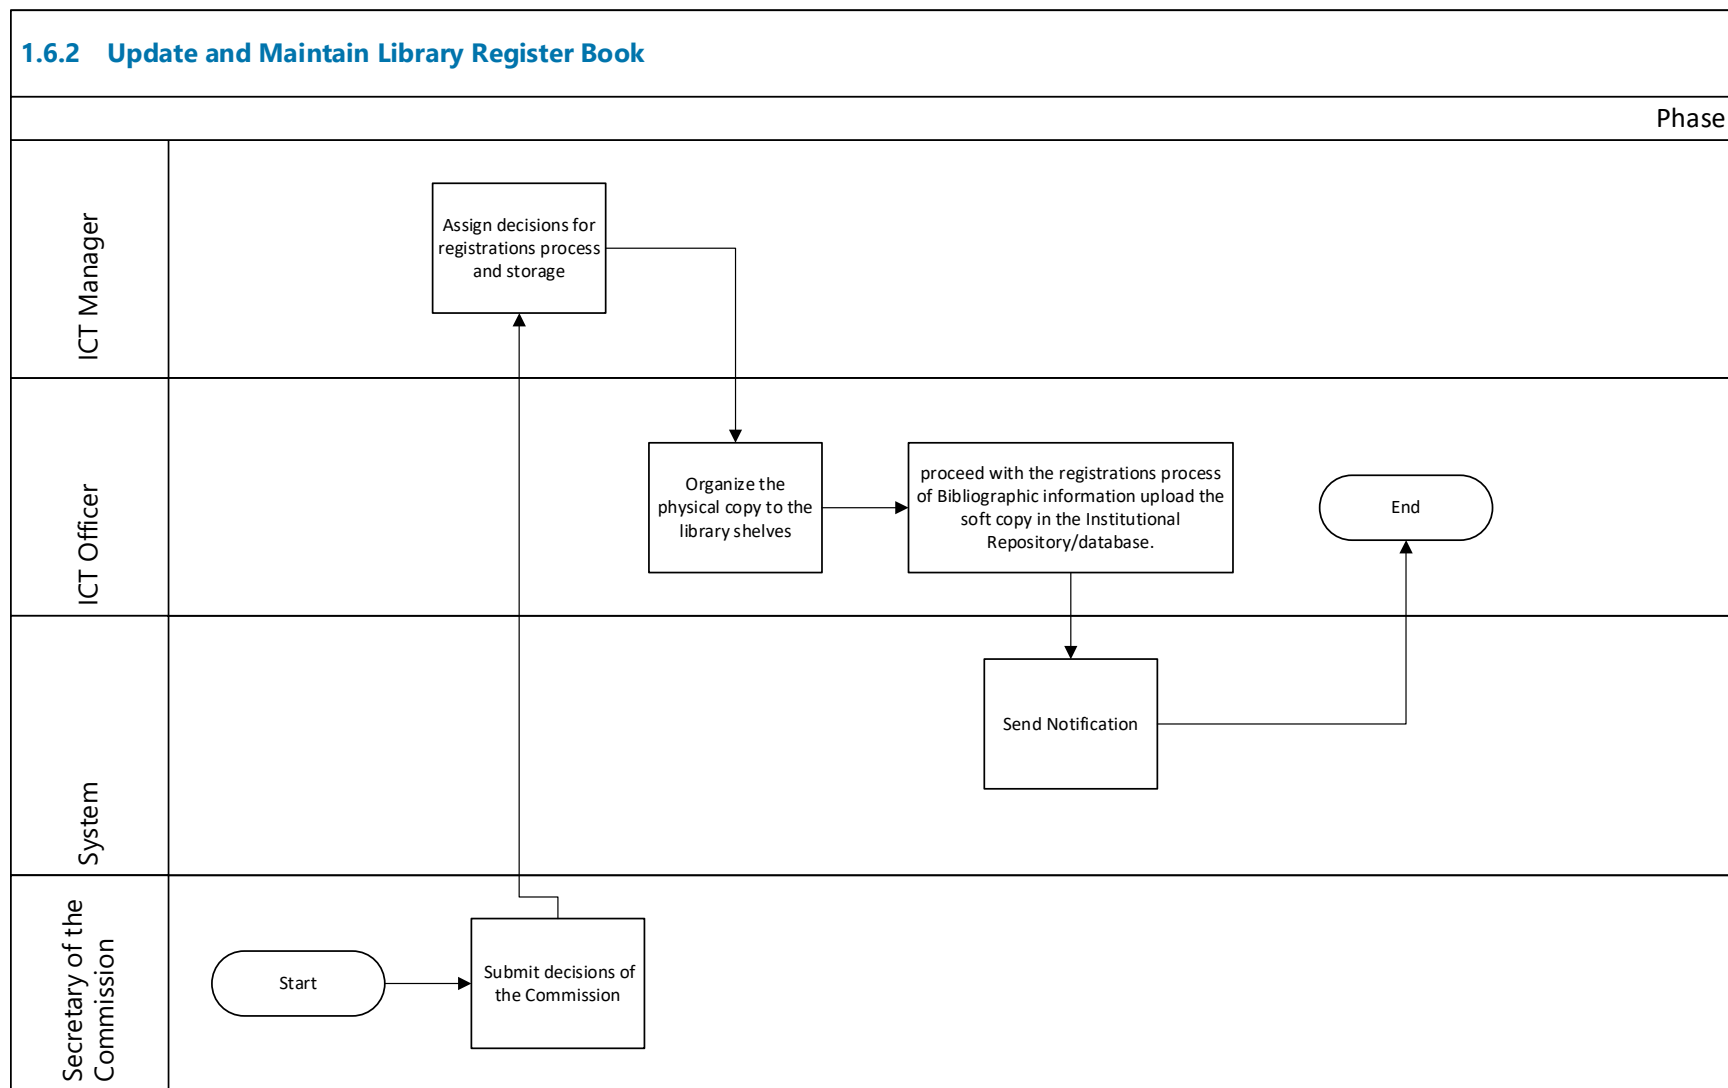 1.6.2 Update and Maintain Library Register Book
Phase
ICT Manager
Assign decisions for
registrations process
and storage
ICT Officer
Organize the
physical copy to the
library shelves
proceed with the registrations process
of Bibliographic information upload the
soft copy in the Institutional
Repository/database.
End
System
Send Notification
Secretary of the
Commission
Start
Submit decisions of
the Commission